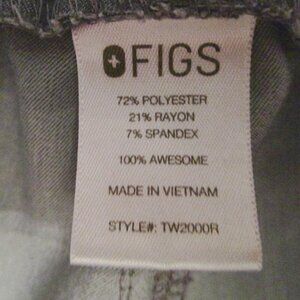 FIGS
72% POLYESTER
21% RAYON
7% SPANDEX
100% AWESOME
MADE IN VIETNAM
STYLE#: TW2000R